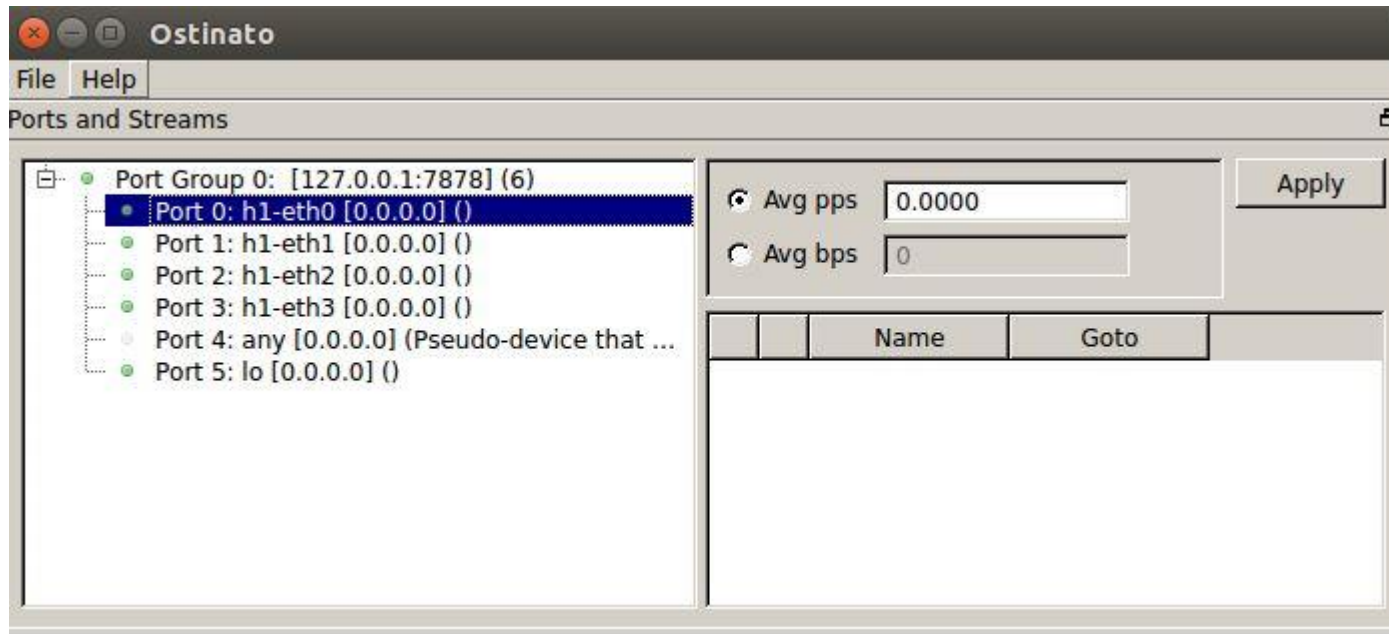 Ostinato
File Help
Ports and Streams
Port Group 0: [127.0.0.1:7878] (6)
Port 0: h1-eth0 [0.0.0.0] ()
Port 1: h1-eth1 [0.0.0.0] ()
Port 2: h1-eth2 [0.0.0.0] ()
Port 3: h1-eth3 [0.0.0.0] ()
Port 4: any [0.0.0.0] (Pseudo-device that ...
Port 5: lo [0.0.0.0] ()
Avg pps 0.0000
Avg bps 0
Apply
Name Goto